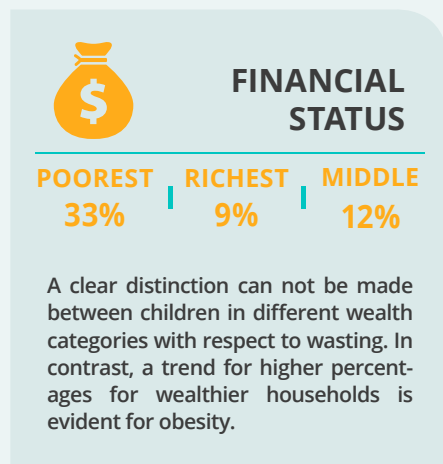 $
FINANCIAL
STATUS
POOREST RICHEST MIDDLE
33% 9% 12%
A clear distinction can not be made
between children in different wealth
categories with respect to wasting. In
contrast, a trend for higher percent-
ages for wealthier households is
evident for obesity.